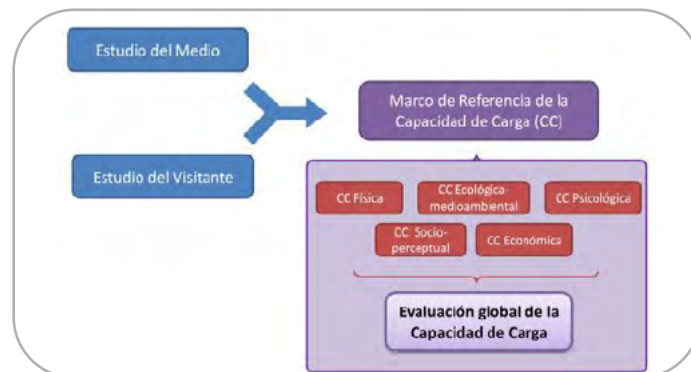 Estudio del Medio
Marco de Referencia de la
Capacidad de Carga (CC)
Estudio del Visitante
CC Física
CC Ecológica-
medioambiental
CC Psicológica
CC Socio-
perceptual
CC Económica
Evaluación global de la
Capacidad de Carga